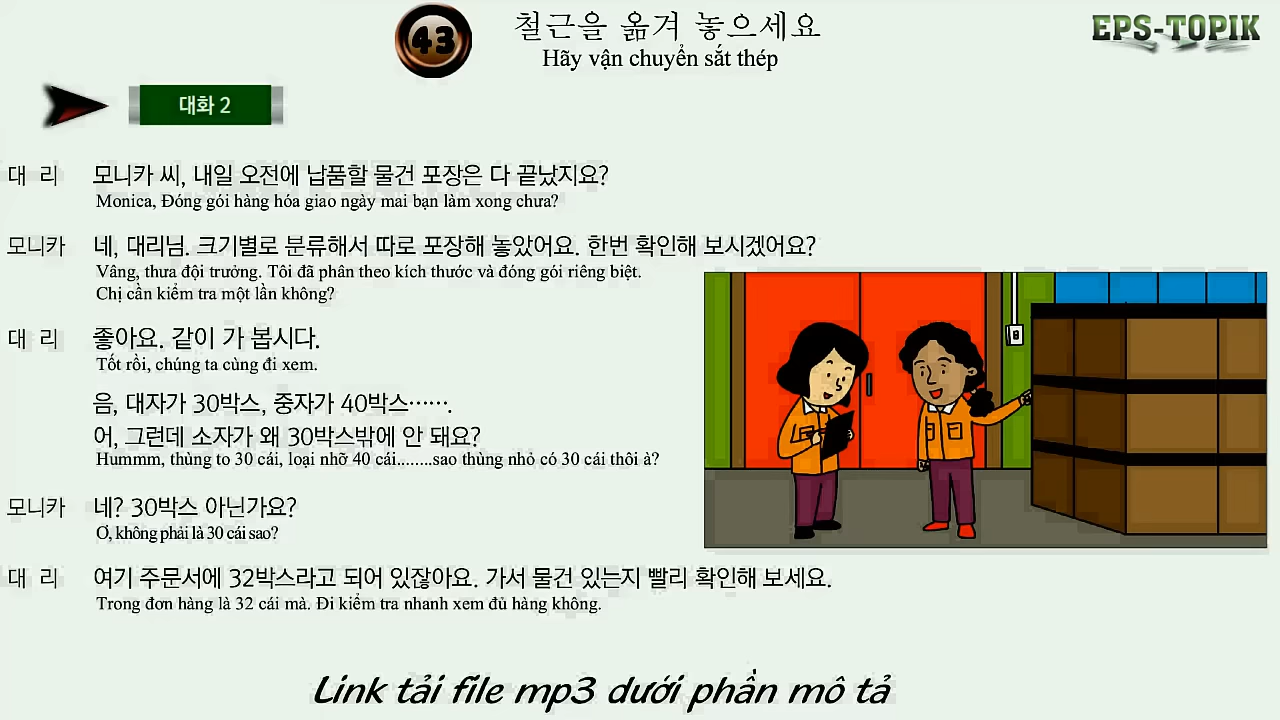 43
철근을 옮겨 놓으세요
Hãy vận chuyển sắt thép
EPS-TOPIK
대화 2
대 리 모니카 씨, 내일 오전에 납품할 물건 포장은 다 끝났지요?
Monica, Đóng gói hàng hóa giao ngày mai bạn làm xong chưa?
모니카 네, 대리님. 크기별로 분류해서 따로 포장해 놓았어요. 한번 확인해 보시겠어요?
Vâng, thưa đội trưởng. Tôi đã phân theo kích thước và đóng gói riêng biệt.
Chị cần kiểm tra một lần không?
대 리 좋아요. 같이 가 봅시다.
Tốt rồi, chúng ta cùng đi xem.
음, 대자가 30박스, 중자가 40박스…….
어, 그런데 소자가 왜 30박스밖에 안 돼요?
Hummm, thùng to 30 cái, loại nhỡ 40 cái........sao thùng nhỏ có 30 cái thôi à?
모니카 네? 30박스 아닌가요?
Ơ, không phải là 30 cái sao?
대 리 여기 주문서에 32박스라고 되어 있잖아요. 가서 물건 있는지 빨리 확인해 보세요.
Trong đơn hàng là 32 cái mà. Đi kiểm tra nhanh xem đủ hàng không.
Link tải file mp3 dưới phần mô tả